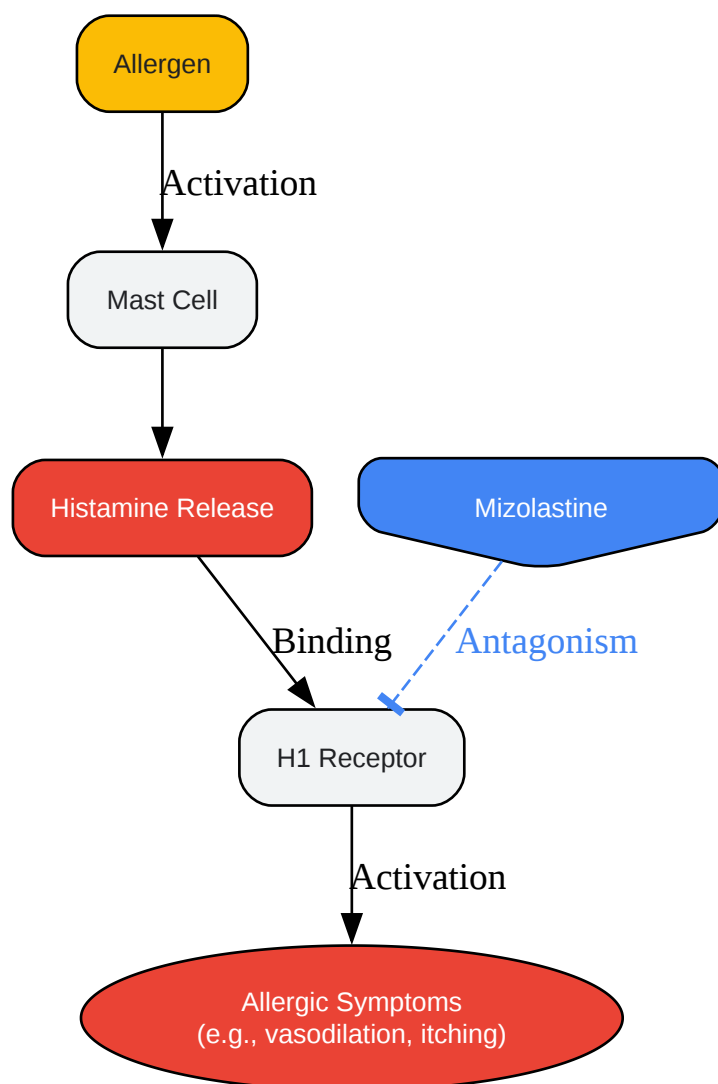 Allergen
Activation
Mast Cell
Histamine Release
Mizolastine
Binding
Antagonism
H1 Receptor
Activation
Allergic Symptoms
(e.g., vasodilation, itching)